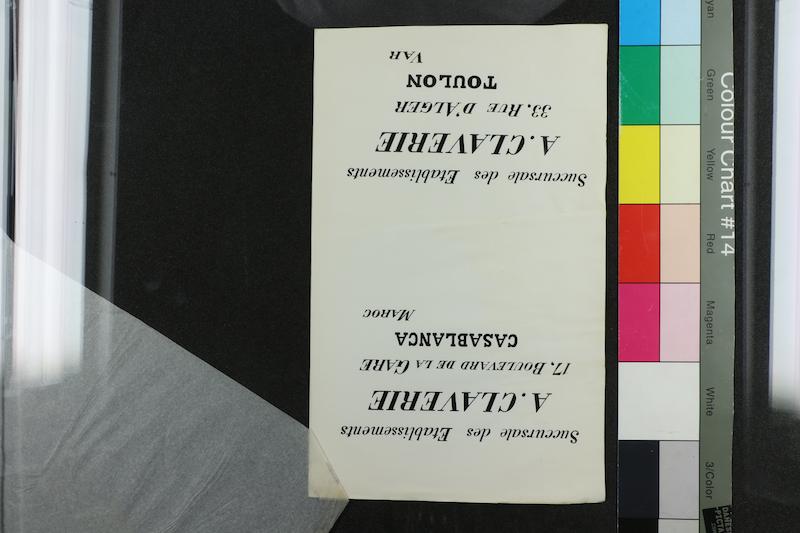 Succursale des Etablissements
A. CLAVERIE
17, BOULEVARD DE LA GARE
CASABLANCA
MAROC
Succursale des Etablissements
A. CLAVERIE
33. RUE D'ALGER
TOULON
VAR
Colour Chart #14
Green
Yellow
Red
Magenta
White
3/Color